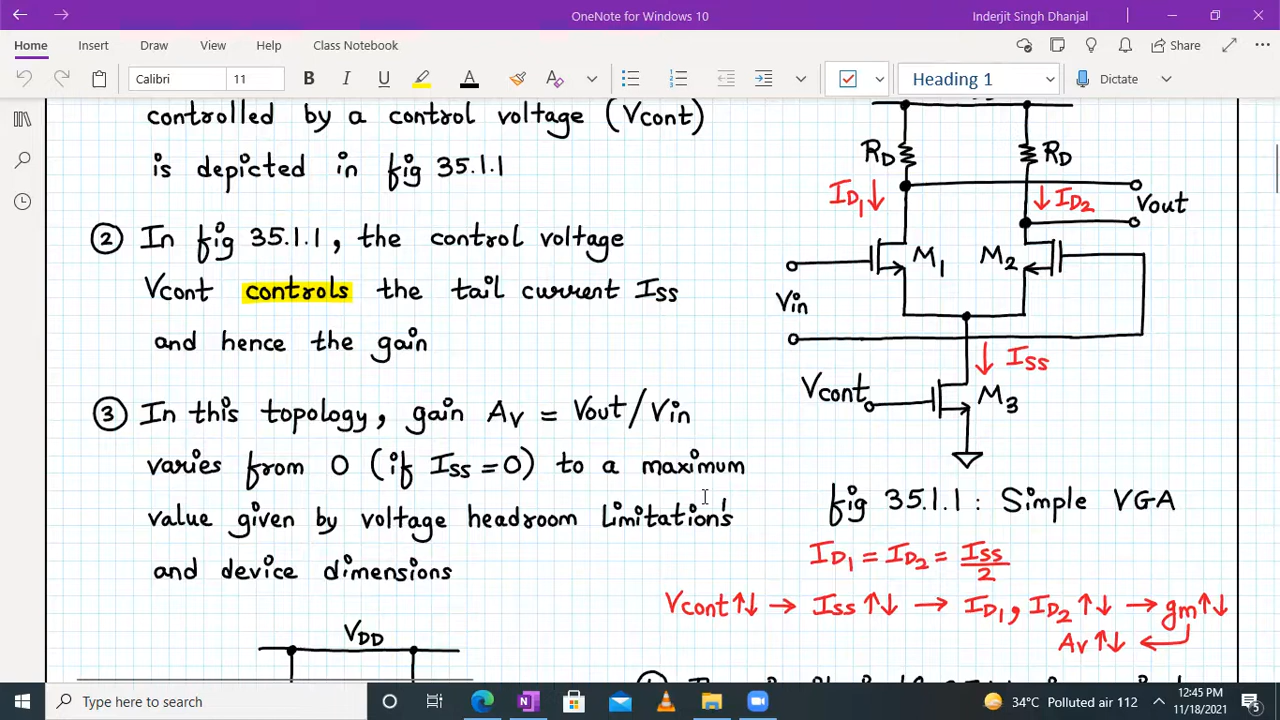 OneNote for Windows 10
Inderjit Singh Dhanjal
Home Insert Draw View Help Class Notebook
Share
Calibri 11 B I U A A Heading 1 Dictate
controlled by a control voltage (Vcont)
is depicted in fig 35.1.1
② In fig 35.1.1, the control voltage
Vcont controls the tail current ISS
and hence the gain
③ In this topology, gain Av = Vout/Vin
varies from 0 (if ISS = 0) to a maximum
value given by voltage headroom limitation's
and device dimensions
VDD
RD RD
ID1↓ ↓ID2
Vout
M1 M2
Vin
↓ ISS
Vcont
M3
fig 35.1.1 : Simple VGA
ID1 = ID2 = ISS/2
Vcont↑↓ → ISS↑↓ → ID1, ID2↑↓ → gm↑↓
Av↑↓ ←
Type here to search
34°C Polluted air 112
12:45 PM
11/18/2021
5